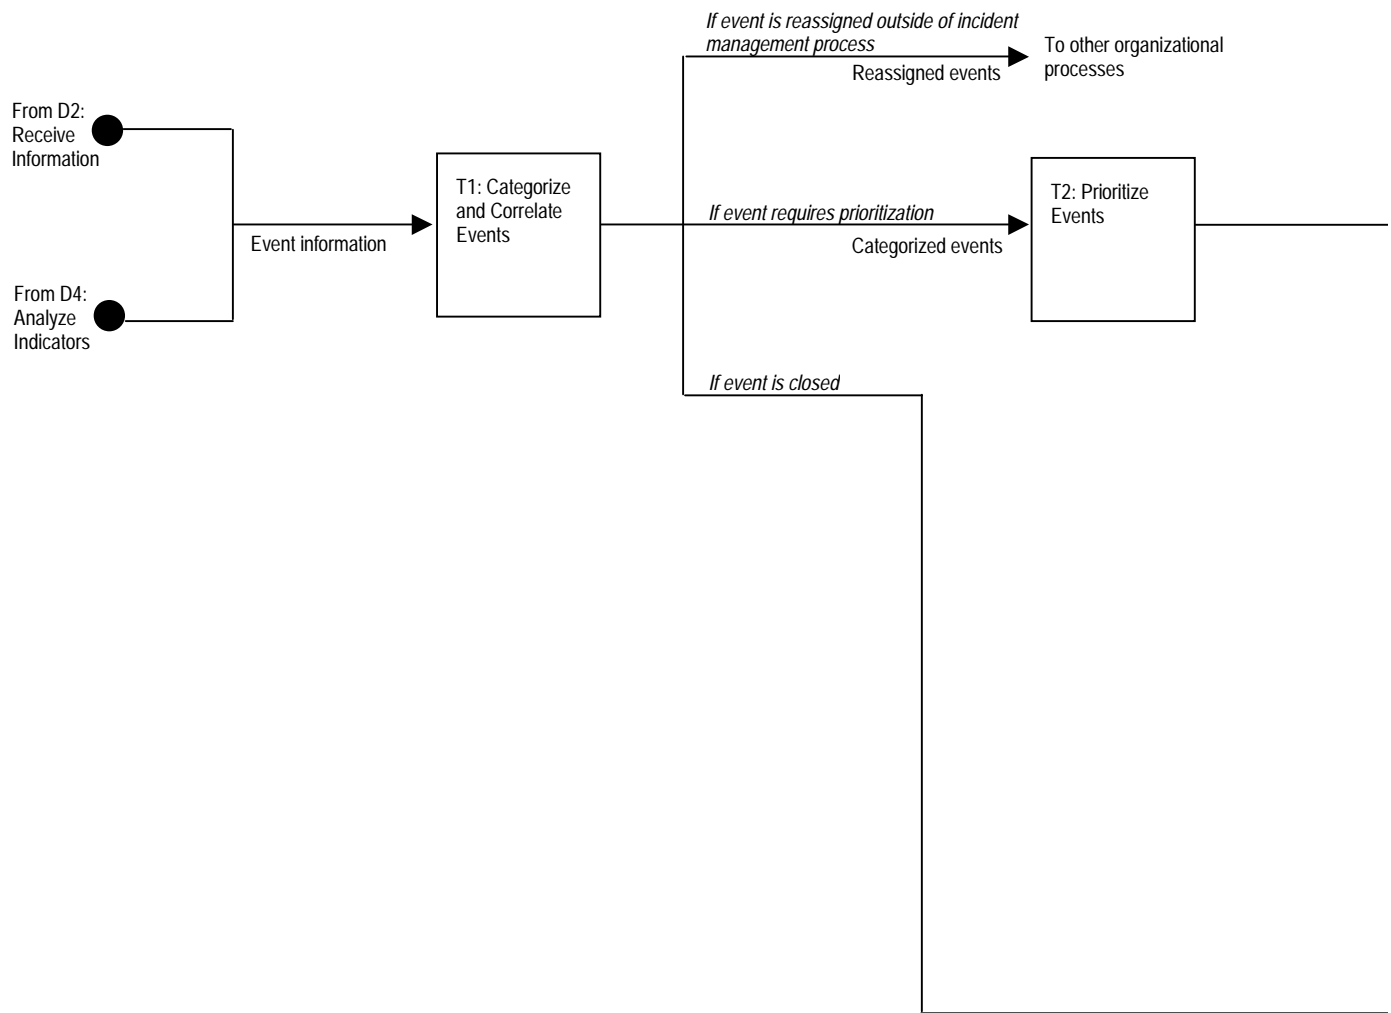 If event is reassigned outside of incident
management process
Reassigned events
To other organizational
processes
From D2:
Receive
Information
T1: Categorize
and Correlate
Events
Event information
If event requires prioritization
Categorized events
T2: Prioritize
Events
From D4:
Analyze
Indicators
If event is closed